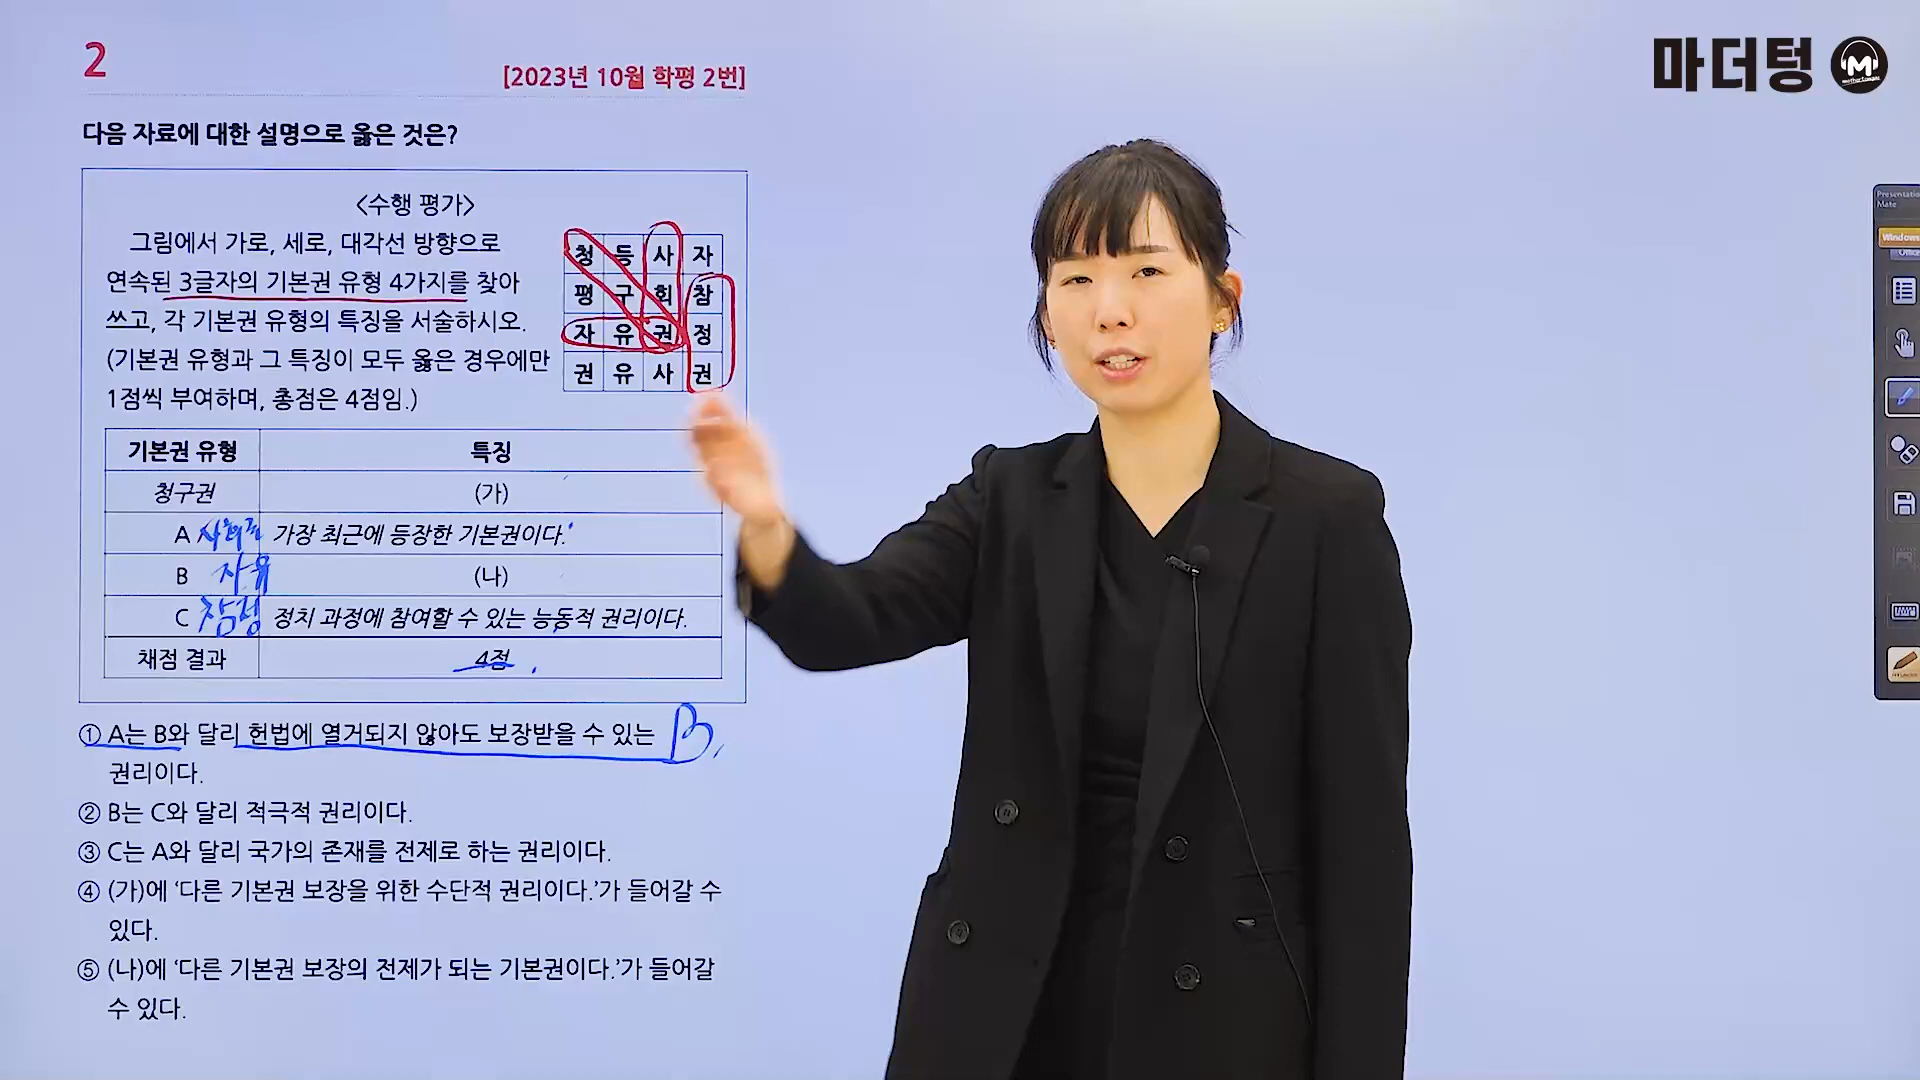 2
[2023년 10월 학평 2번]
마더텅
다음 자료에 대한 설명으로 옳은 것은?
<수행 평가>
그림에서 가로, 세로, 대각선 방향으로
연속된 3글자의 기본권 유형 4가지를 찾아
쓰고, 각 기본권 유형의 특징을 서술하시오.
(기본권 유형과 그 특징이 모두 옳은 경우에만
1점씩 부여하며, 총점은 4점임.)
청 등 사 자
평 구 회 참
자 유 권 정
권 유 사 권
기본권 유형 특징
청구권 (가)
A 사회권 가장 최근에 등장한 기본권이다.
B 자유 (나)
C 참정 정치 과정에 참여할 수 있는 능동적 권리이다.
채점 결과 4점
① A는 B와 달리 헌법에 열거되지 않아도 보장받을 수 있는 B
권리이다.
② B는 C와 달리 적극적 권리이다.
③ C는 A와 달리 국가의 존재를 전제로 하는 권리이다.
④ (가)에 ‘다른 기본권 보장을 위한 수단적 권리이다.’가 들어갈 수
있다.
⑤ (나)에 ‘다른 기본권 보장의 전제가 되는 기본권이다.’가 들어갈
수 있다.
Presentation
Mate
Windows